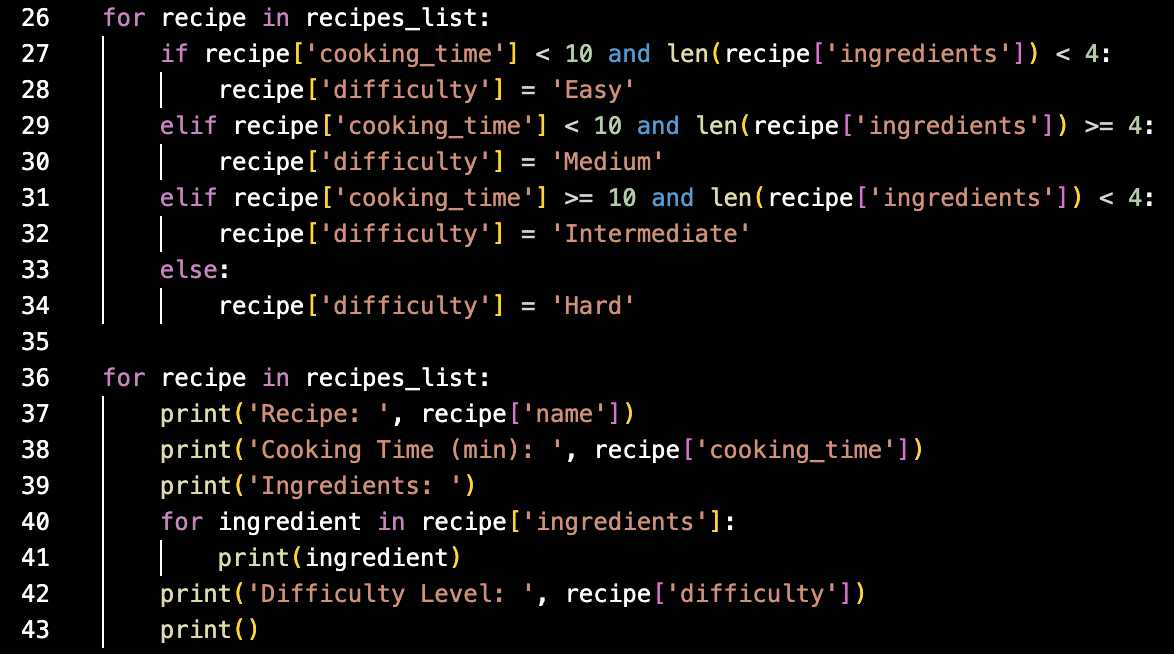 26 for recipe in recipes_list:
27     if recipe['cooking_time'] < 10 and len(recipe['ingredients']) < 4:
28         recipe['difficulty'] = 'Easy'
29     elif recipe['cooking_time'] < 10 and len(recipe['ingredients']) >= 4:
30         recipe['difficulty'] = 'Medium'
31     elif recipe['cooking_time'] >= 10 and len(recipe['ingredients']) < 4:
32         recipe['difficulty'] = 'Intermediate'
33     else:
34         recipe['difficulty'] = 'Hard'
35
36 for recipe in recipes_list:
37     print('Recipe: ', recipe['name'])
38     print('Cooking Time (min): ', recipe['cooking_time'])
39     print('Ingredients: ')
40     for ingredient in recipe['ingredients']:
41         print(ingredient)
42     print('Difficulty Level: ', recipe['difficulty'])
43     print()